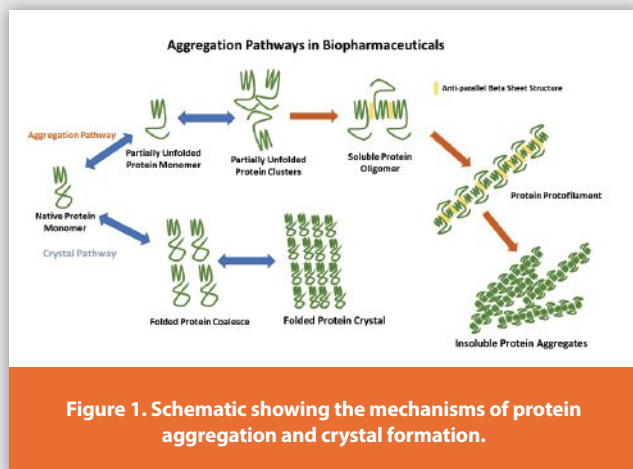 Aggregation Pathways in Biopharmaceuticals
Anti-parallel Beta Sheet Structure
Aggregation Pathway
Partially Unfolded
Protein Monomer
Partially Unfolded
Protein Clusters
Soluble Protein
Oligomer
Protein Protofilament
Native Protein
Monomer
Crystal Pathway
Folded Protein Coalesce
Folded Protein Crystal
Insoluble Protein Aggregates
Figure 1. Schematic showing the mechanisms of protein
aggregation and crystal formation.